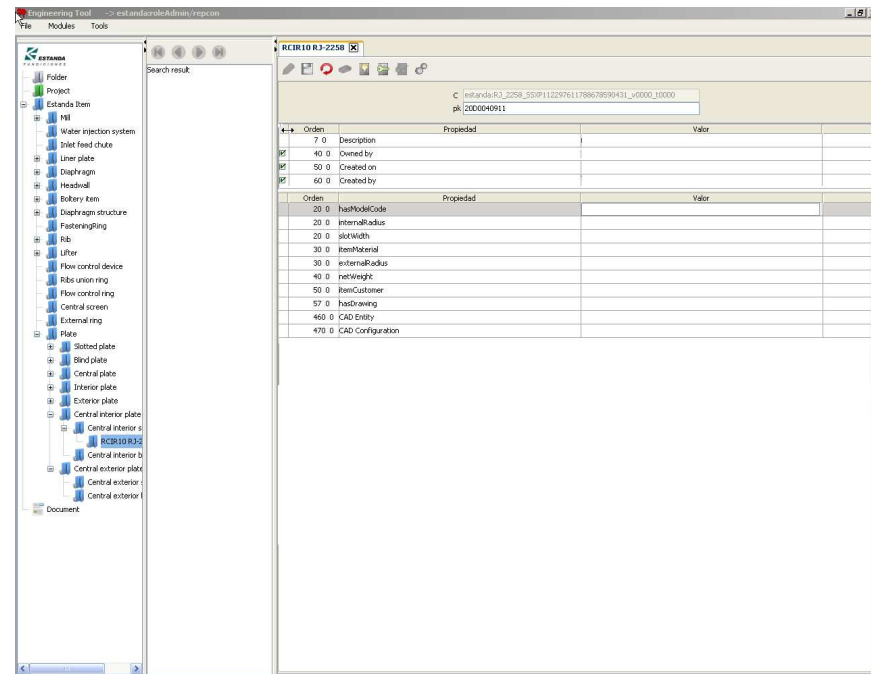 Engineering Tool -> estanda:roleAdmin/repcon
File Modules Tools
ESTANDA
FUNDICIONES
Folder
Project
Estanda Item
Mill
Water injection system
Inlet feed chute
Liner plate
Diaphragm
Headwall
Boltery item
Diaphragm structure
FasteningRing
Rib
Lifter
Flow control device
Ribs union ring
Flow control ring
Central screen
External ring
Plate
Slotted plate
Blind plate
Central plate
Interior plate
Exterior plate
Central interior plate
Central interior s
RCIR10 RJ-2
Central interior b
Central exterior plate
Central exterior s
Central exterior l
Document
Search result
RCIR10 RJ-2258
C estanda:RJ_2258_SSXP112297611788678590431_v0000_t0000
pk 20D0040911
Orden Propiedad Valor
7 0 Description
40 0 Owned by
50 0 Created on
60 0 Created by
Orden Propiedad Valor
20 0 hasModelCode
20 0 internalRadius
20 0 slotWidth
30 0 itemMaterial
30 0 externalRadius
40 0 netWeight
50 0 itemCustomer
57 0 hasDrawing
460 0 CAD Entity
470 0 CAD Configuration